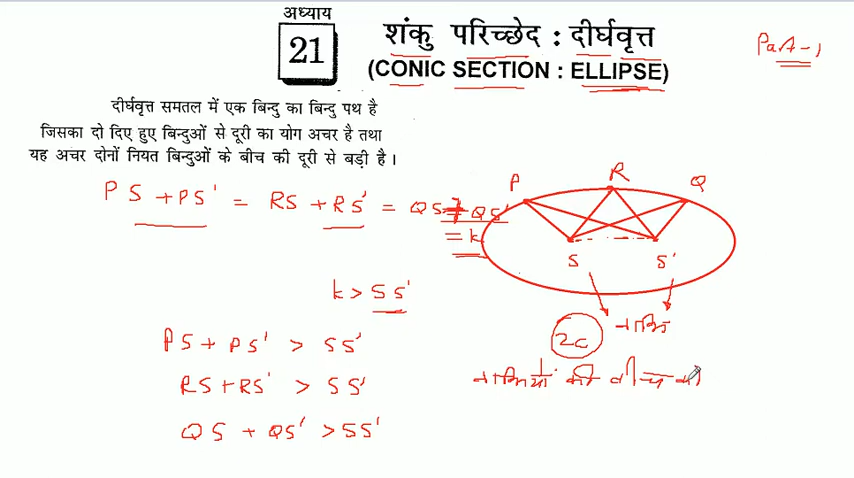 अध्याय
21
शंकु परिच्छेद : दीर्घवृत्त
(CONIC SECTION : ELLIPSE)
Part-1
दीर्घवृत्त समतल में एक बिन्दु का बिन्दु पथ है
जिसका दो दिए हुए बिन्दुओं से दूरी का योग अचर है तथा
यह अचर दोनों नियत बिन्दुओं के बीच की दूरी से बड़ी है।
PS + PS' = RS + RS' = QS + QS'
= k
P R Q
S S'
k > SS'
PS + PS' > SS'
RS + RS' > SS'
QS + QS' > SS'
नाभि
2c
नाभियों की बीच की